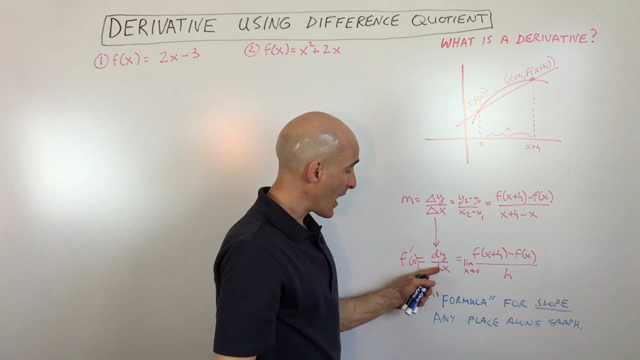 DERIVATIVE USING DIFFERENCE QUOTIENT
① f(x) = 2x-3
② f(x) = x²+2x
WHAT IS A DERIVATIVE?
(x+h, f(x+h))
h
x x+h
m = Δy/Δx = y₂-y₁/x₂-x₁ = f(x+h)-f(x)/x+h-x
f'(x) = dy/dx = lim h→0 f(x+h)-f(x)/h
"FORMULA" FOR SLOPE
ANY PLACE ALONG GRAPH.